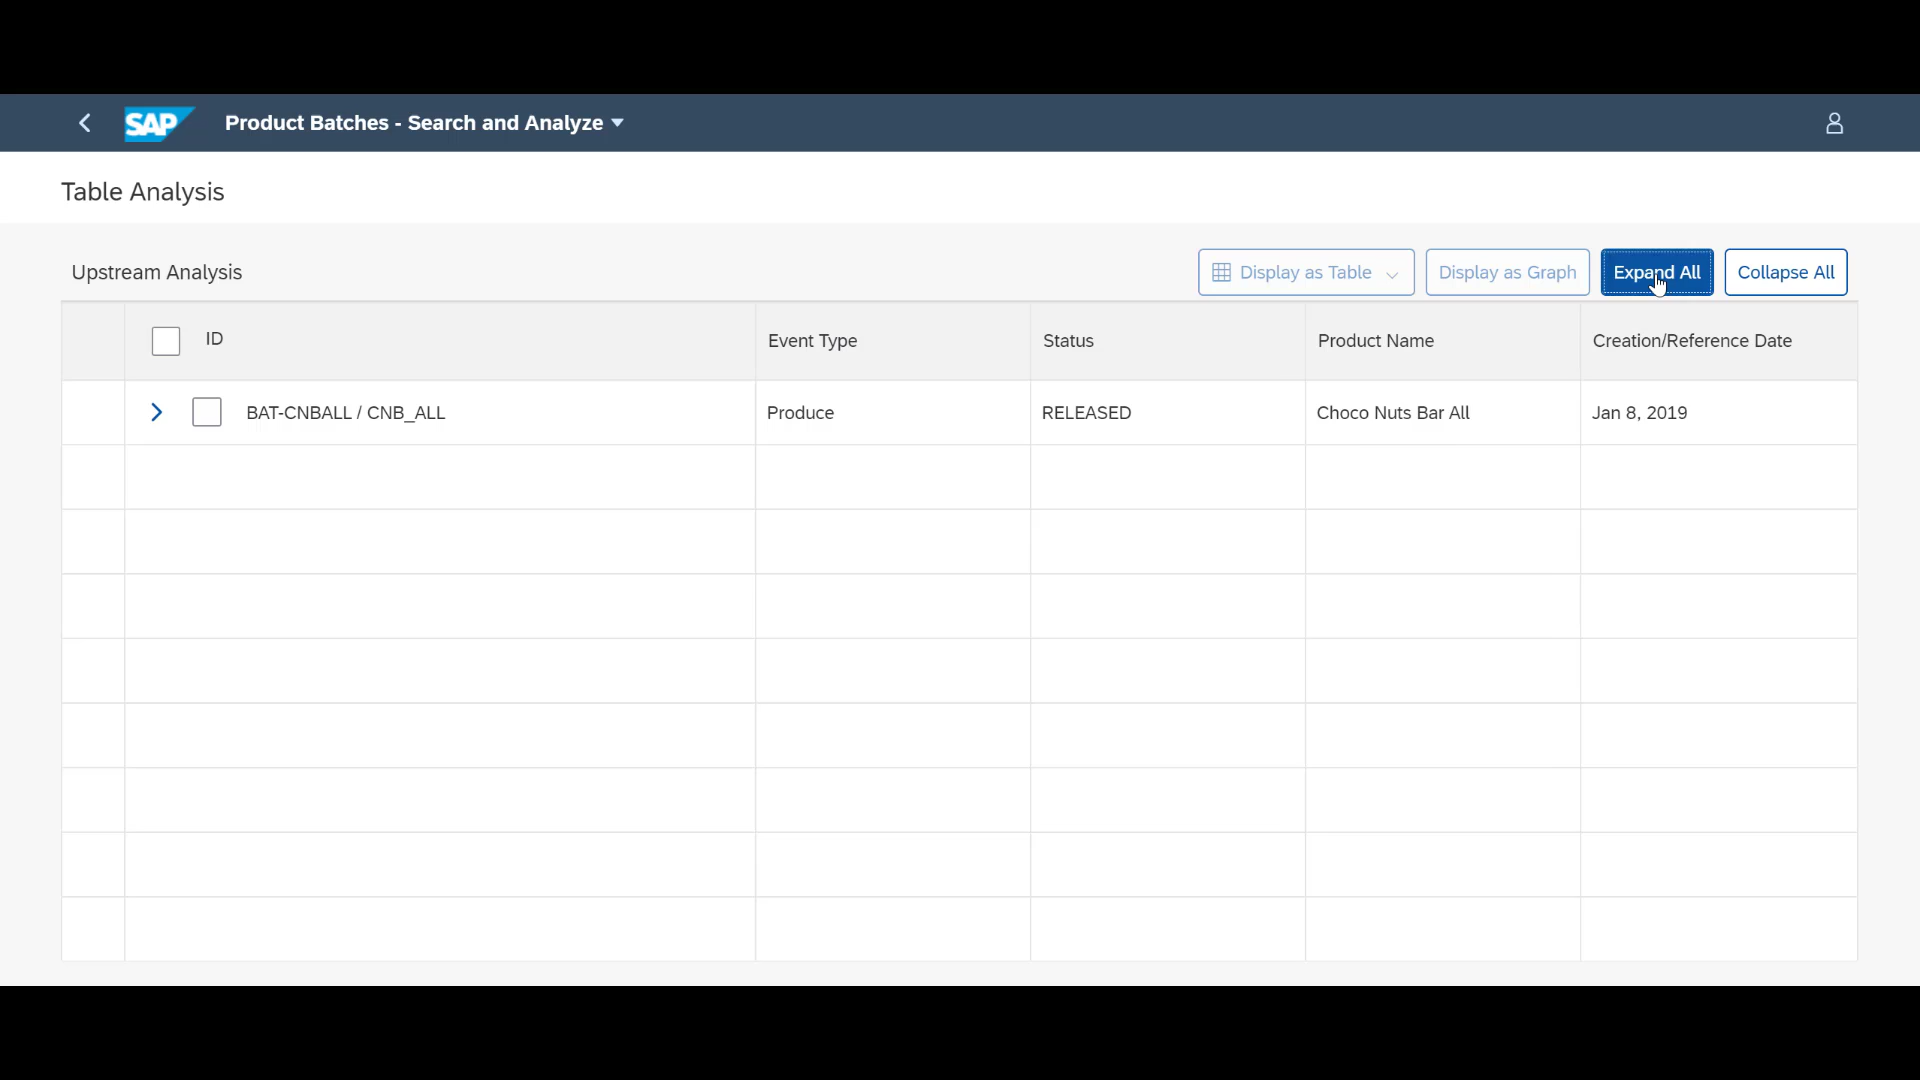 SAP Product Batches - Search and Analyze
Table Analysis
Upstream Analysis Display as Table Display as Graph Expand All Collapse All
ID Event Type Status Product Name Creation/Reference Date
BAT-CNBALL / CNB_ALL Produce RELEASED Choco Nuts Bar All Jan 8, 2019